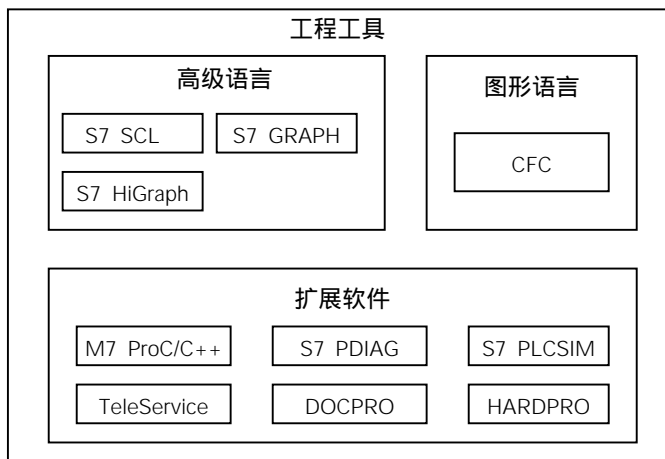 工程工具
高级语言
S7 SCL
S7 GRAPH
S7 HiGraph
图形语言
CFC
扩展软件
M7 ProC/C++
S7 PDIAG
S7 PLCSIM
TeleService
DOCPRO
HARDPRO